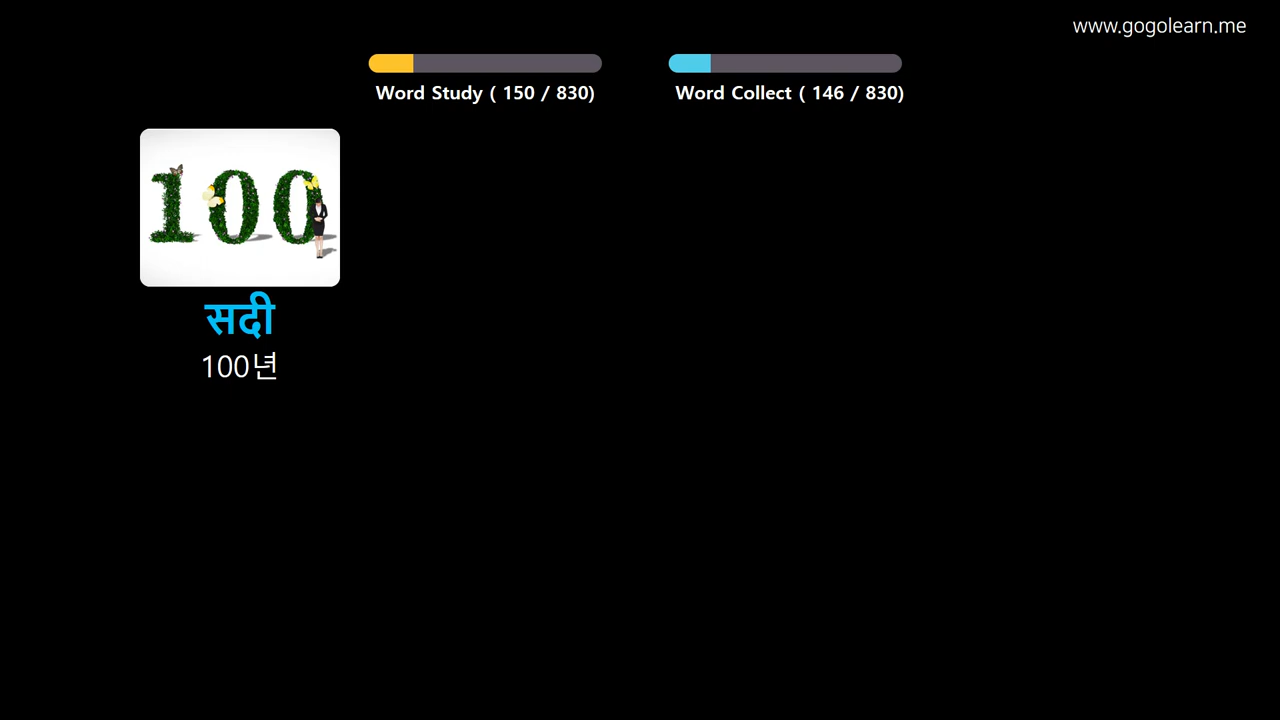 www.gogolearn.me
Word Study ( 150 / 830)
Word Collect ( 146 / 830)
100
सदी
100년